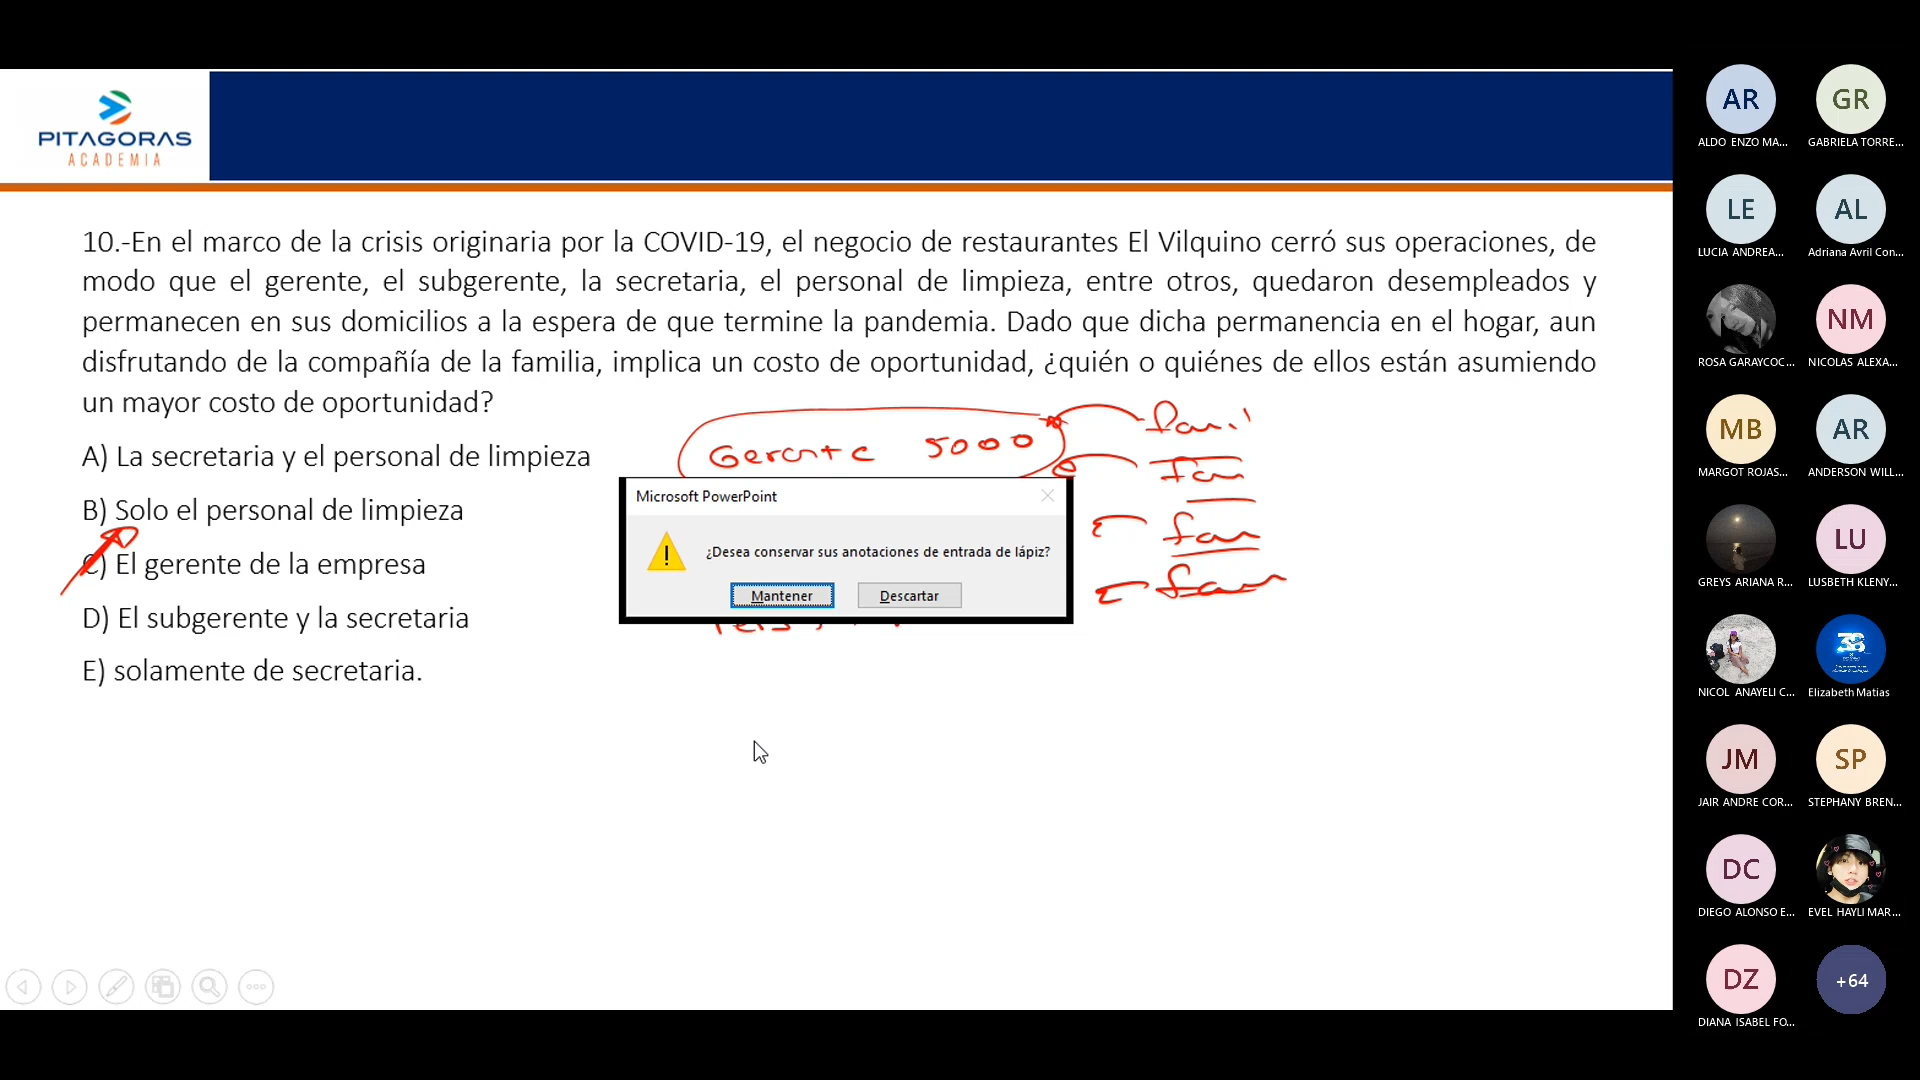 PITAGORAS
ACADEMIA
10.-En el marco de la crisis originaria por la COVID-19, el negocio de restaurantes El Vilquino cerró sus operaciones, de
modo que el gerente, el subgerente, la secretaria, el personal de limpieza, entre otros, quedaron desempleados y
permanecen en sus domicilios a la espera de que termine la pandemia. Dado que dicha permanencia en el hogar, aun
disfrutando de la compañía de la familia, implica un costo de oportunidad, ¿quién o quiénes de ellos están asumiendo
un mayor costo de oportunidad?
A) La secretaria y el personal de limpieza
B) Solo el personal de limpieza
C) El gerente de la empresa
D) El subgerente y la secretaria
E) solamente de secretaria.
Gerente 5000
Fam
fam
fam
Microsoft PowerPoint
¿Desea conservar sus anotaciones de entrada de lápiz?
Mantener
Descartar
AR
GR
ALDO ENZO MA...
GABRIELA TORRE...
LE
AL
LUCIA ANDREA...
Adriana Avril Con...
NM
ROSA GARAYCOC...
NICOLAS ALEXA...
MB
AR
MARGOT ROJAS...
ANDERSON WILL...
LU
GREYS ARIANA R...
LUSBETH KLENY...
38
NICOL ANAYELI C...
Elizabeth Matias
JM
SP
JAIR ANDRE COR...
STEPHANY BREN...
DC
DIEGO ALONSO E...
EVEL HAYLI MAR...
DZ
+64
DIANA ISABEL FO...